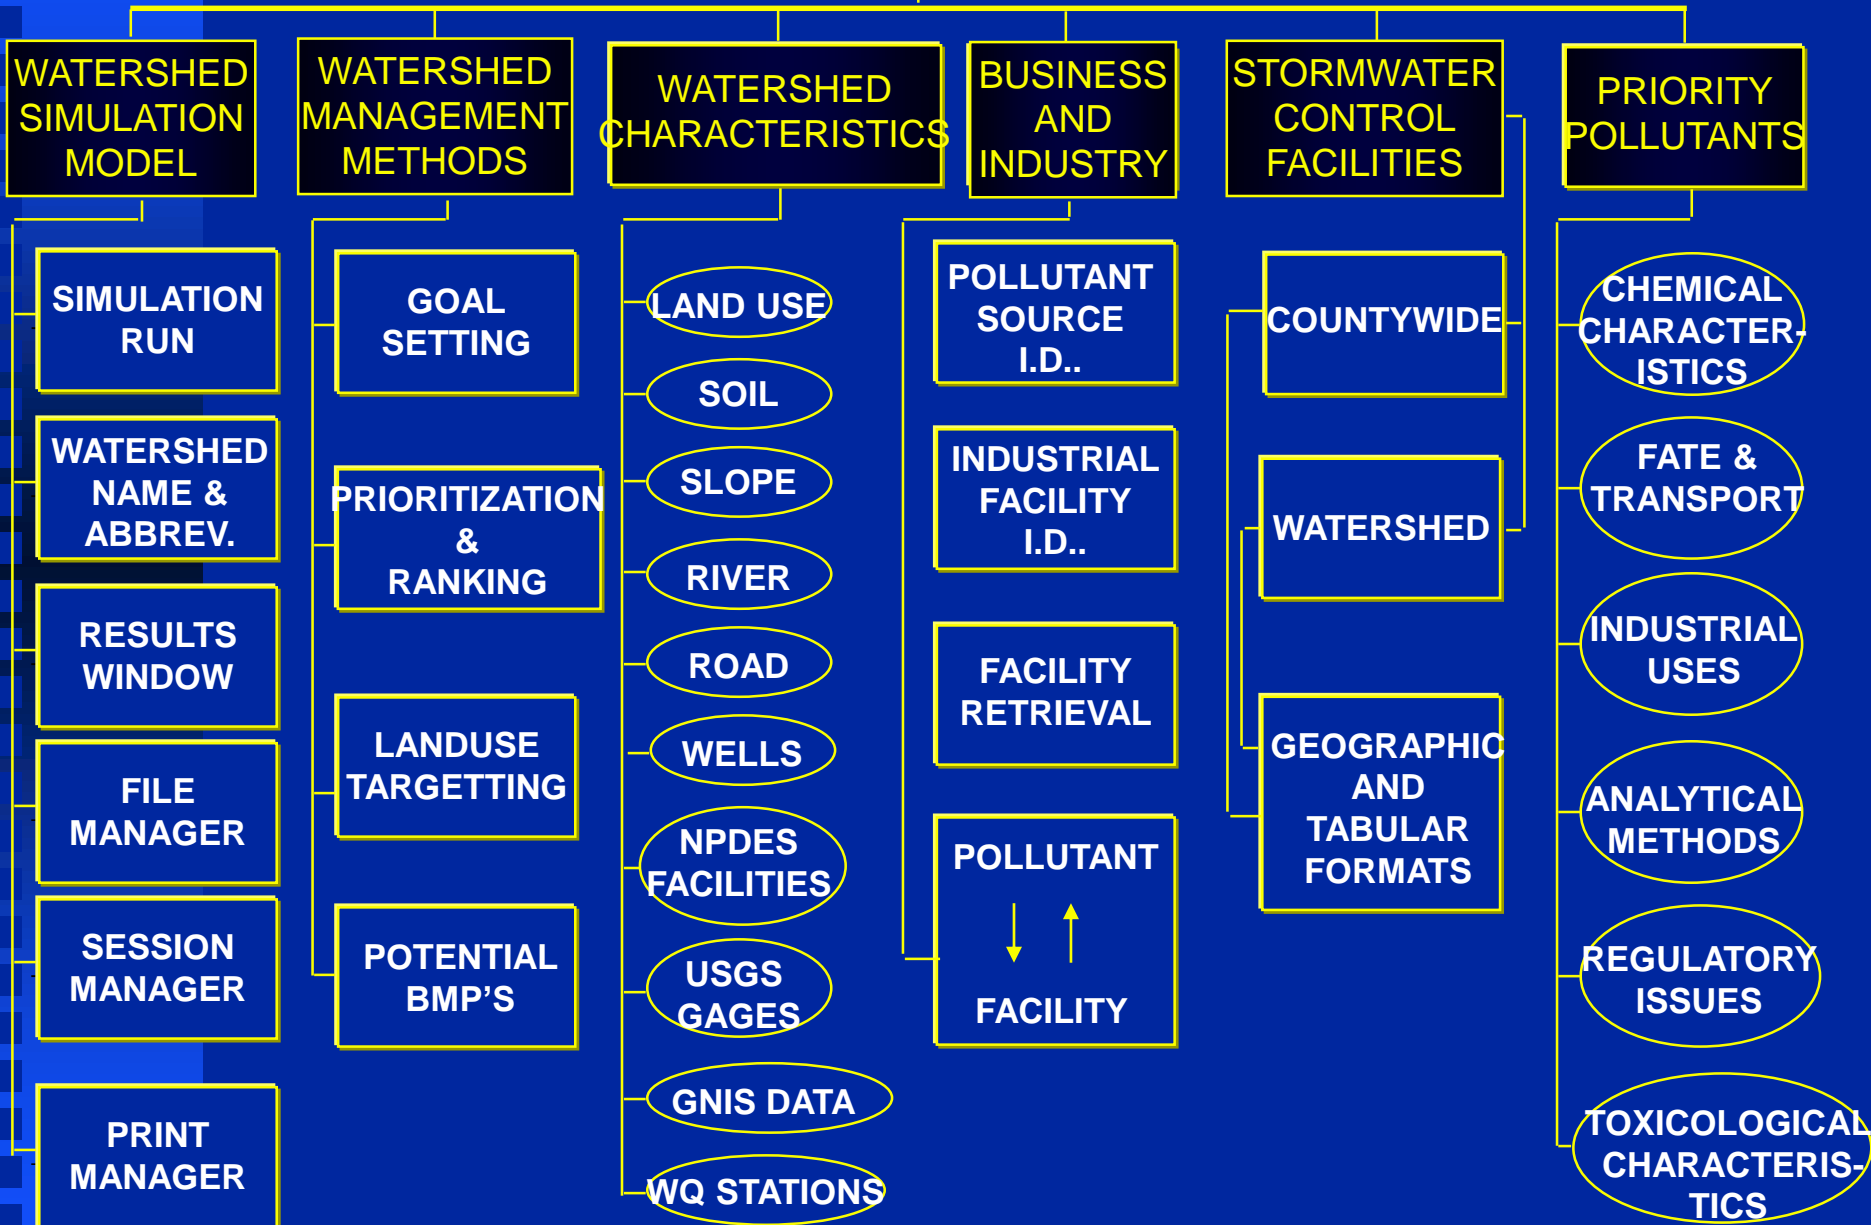 WATERSHED
SIMULATION
MODEL
WATERSHED
MANAGEMENT
METHODS
WATERSHED
CHARACTERISTICS
BUSINESS
AND
INDUSTRY
STORMWATER
CONTROL
FACILITIES
PRIORITY
POLLUTANTS
SIMULATION
RUN
WATERSHED
NAME &
ABBREV.
RESULTS
WINDOW
FILE
MANAGER
SESSION
MANAGER
PRINT
MANAGER
GOAL
SETTING
PRIORITIZATION
&
RANKING
LANDUSE
TARGETTING
POTENTIAL
BMP'S
LAND USE
SOIL
SLOPE
RIVER
ROAD
WELLS
NPDES
FACILITIES
USGS
GAGES
GNIS DATA
WQ STATIONS
POLLUTANT
SOURCE
I.D..
INDUSTRIAL
FACILITY
I.D..
FACILITY
RETRIEVAL
POLLUTANT
FACILITY
COUNTYWIDE
WATERSHED
GEOGRAPHIC
AND
TABULAR
FORMATS
CHEMICAL
CHARACTER-
ISTICS
FATE &
TRANSPORT
INDUSTRIAL
USES
ANALYTICAL
METHODS
REGULATORY
ISSUES
TOXICOLOGICAL
CHARACTERIS-
TICS